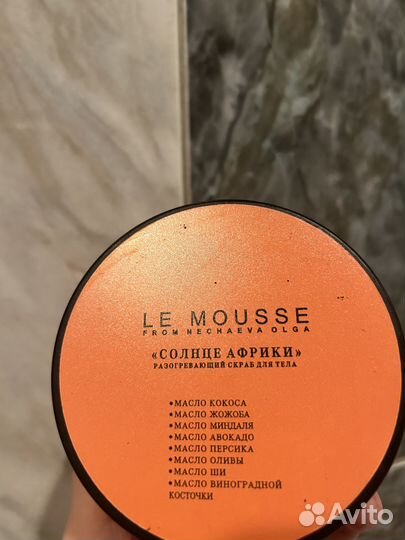 LE MOUSSE
FROM NECHAEVA OLGA
«СОЛНЦЕ АФРИКИ»
РАЗОГРЕВАЮЩИЙ СКРАБ ДЛЯ ТЕЛА
•МАСЛО КОКОСА
•МАСЛО ЖОЖОБА
•МАСЛО МИНДАЛЯ
•МАСЛО АВОКАДО
•МАСЛО ПЕРСИКА
•МАСЛО ОЛИВЫ
•МАСЛО ШИ
•МАСЛО ВИНОГРАДНОЙ
КОСТОЧКИ
Avito